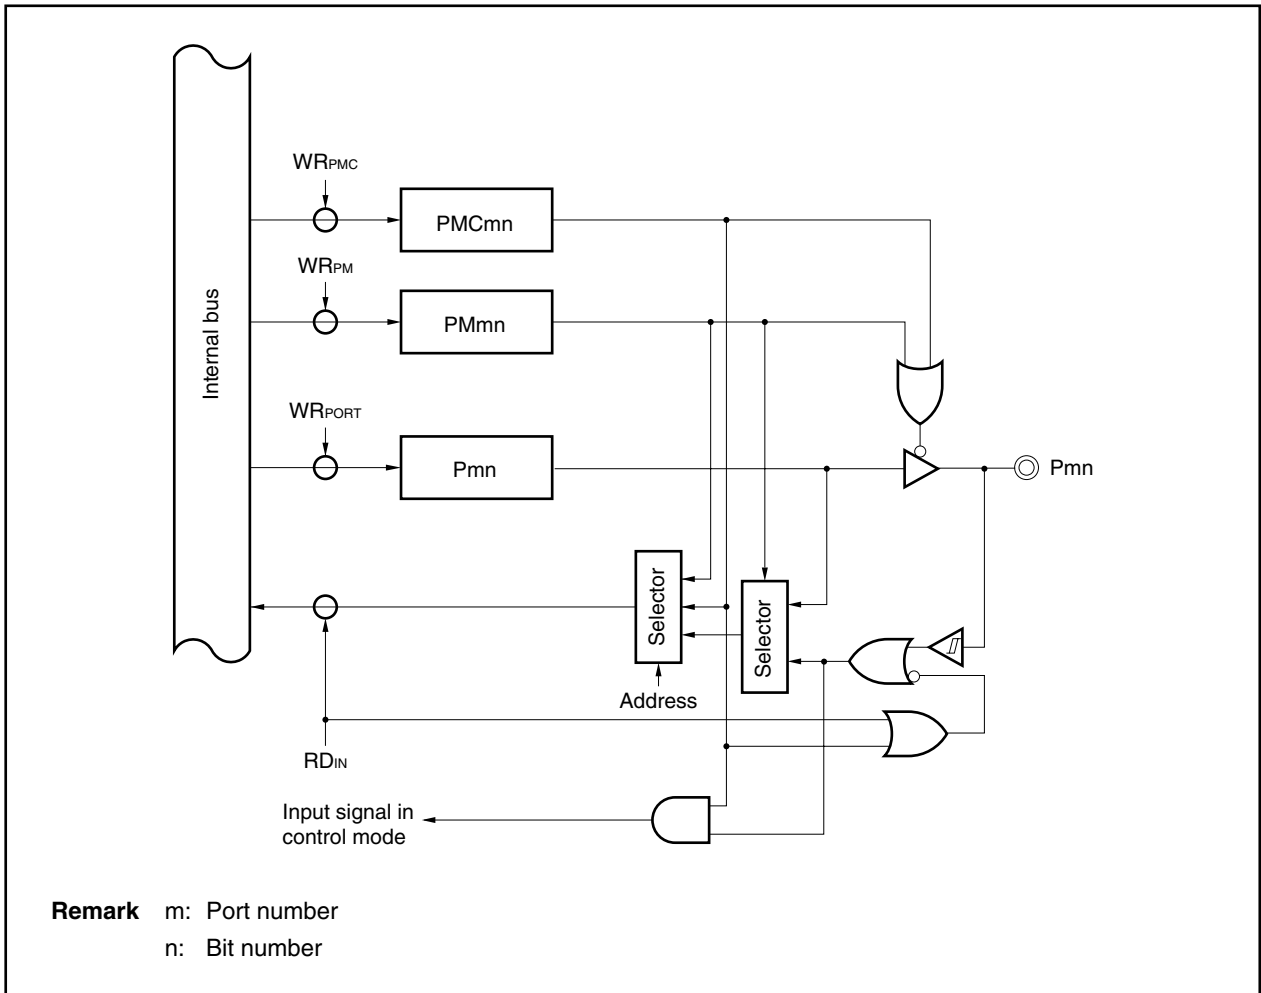 WRPMC
PMCmn
WRPM
PMmn
Internal bus
WRPORT
Pmn
Pmn
Selector
Selector
Address
RDIN
Input signal in
control mode
Remark m: Port number
n: Bit number